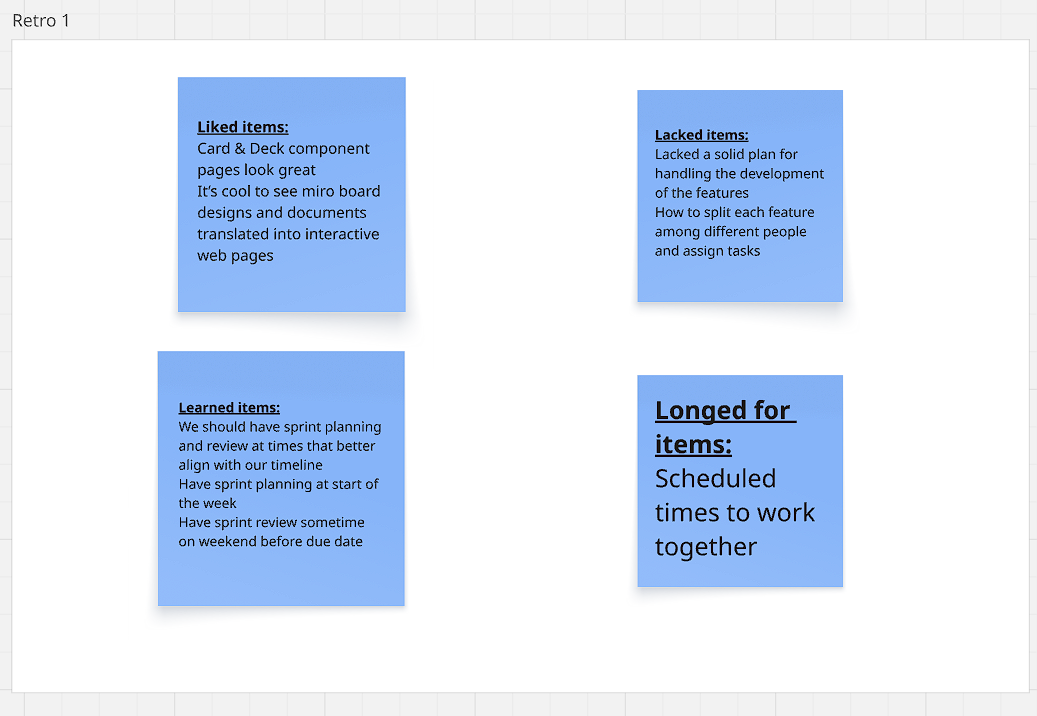 Retro 1
Liked items:
Card & Deck component
pages look great
It's cool to see miro board
designs and documents
translated into interactive
web pages
Lacked items:
Lacked a solid plan for
handling the development
of the features
How to split each feature
among different people
and assign tasks
Learned items:
We should have sprint planning
and review at times that better
align with our timeline
Have sprint planning at start of
the week
Have sprint review sometime
on weekend before due date
Longed for
items:
Scheduled
times to work
together